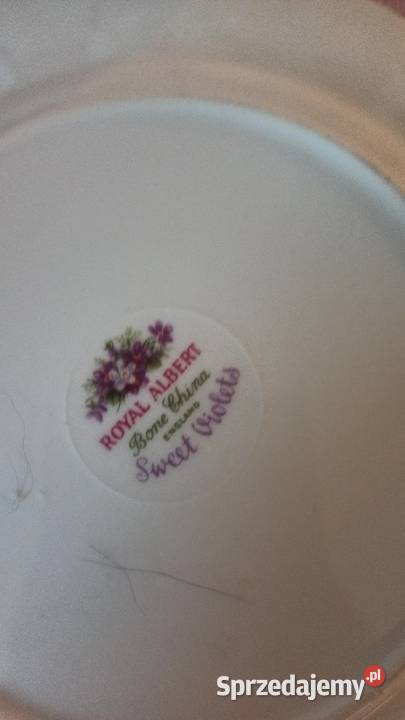 ROYAL ALBERT
Bone China
ENGLAND
Sweet Violets
Sprzedajemy.pl